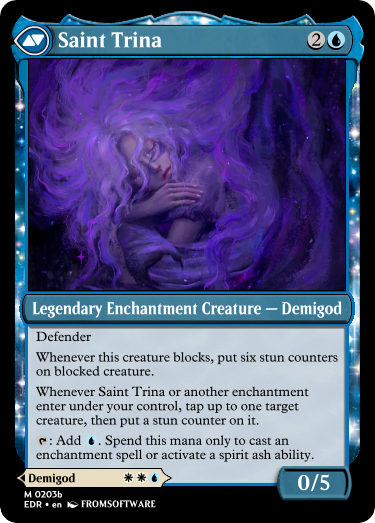 Saint Trina 2
Legendary Enchantment Creature — Demigod
Defender
Whenever this creature blocks, put six stun counters
on blocked creature.
Whenever Saint Trina or another enchantment
enter under your control, tap up to one target
creature, then put a stun counter on it.
: Add . Spend this mana only to cast an
enchantment spell or activate a spirit ash ability.
Demigod
0/5
M 0203b
EDR • en FROMSOFTWARE